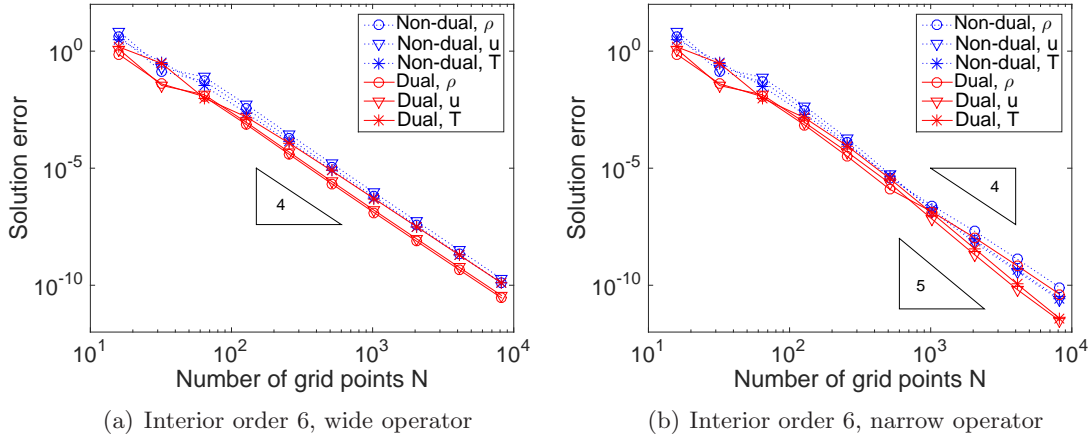 10^0
10^-5
10^-10
10^1
10^2
10^3
10^4
Solution error
Number of grid points N
Non-dual, ρ
Non-dual, u
Non-dual, T
Dual, ρ
Dual, u
Dual, T
4
(a) Interior order 6, wide operator
10^0
10^-5
10^-10
10^1
10^2
10^3
10^4
Solution error
Number of grid points N
Non-dual, ρ
Non-dual, u
Non-dual, T
Dual, ρ
Dual, u
Dual, T
4
5
(b) Interior order 6, narrow operator